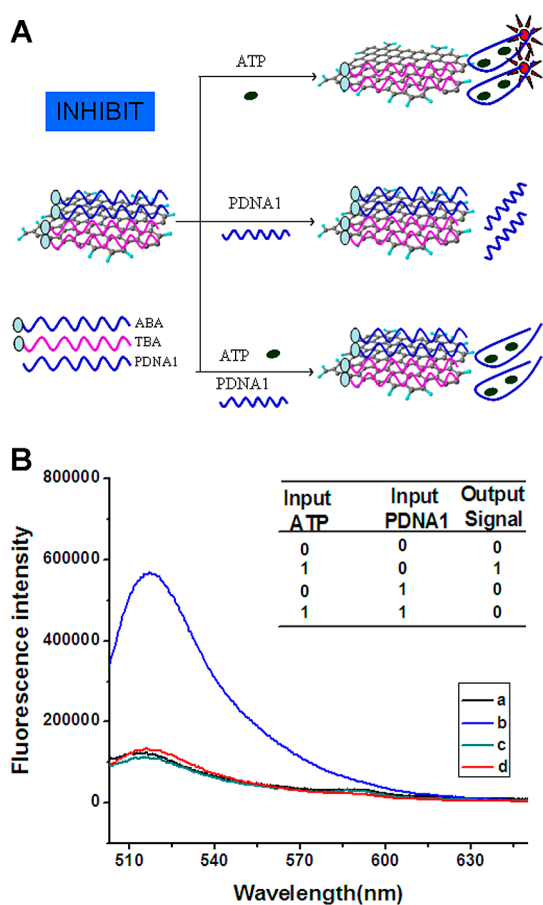 A
ATP
INHIBIT
PDNA1
ABA
TBA
PDNA1
ATP
PDNA1
B
800000
600000
400000
200000
0
Fluorescence intensity
Input ATP Input PDNA1 Output Signal
0 0 0
1 0 1
0 1 0
1 1 0
a
b
c
d
510 540 570 600 630
Wavelength(nm)